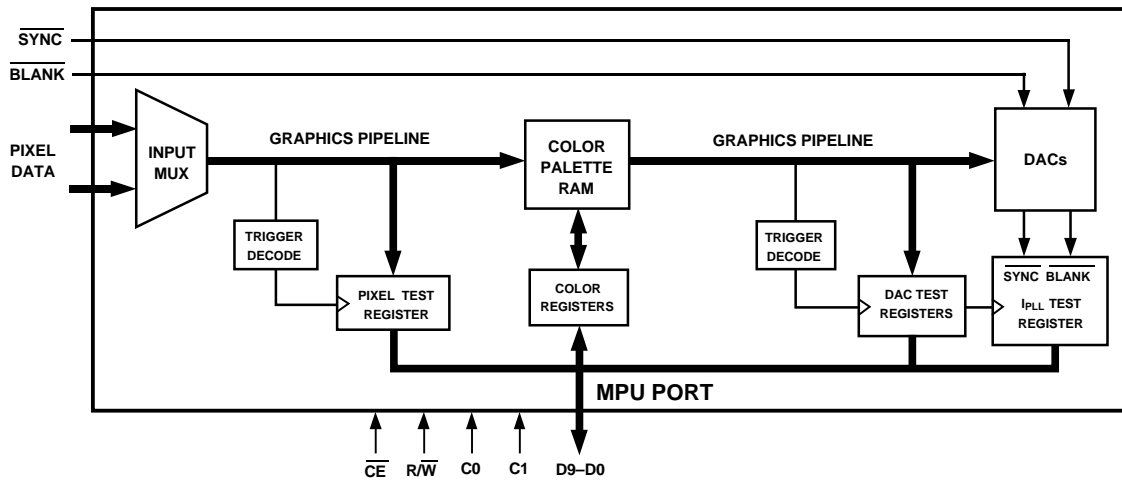 SYNC
BLANK
PIXEL
DATA
INPUT
MUX
GRAPHICS PIPELINE
COLOR
PALETTE
RAM
GRAPHICS PIPELINE
DACs
TRIGGER
DECODE
TRIGGER
DECODE
PIXEL TEST
REGISTER
COLOR
REGISTERS
DAC TEST
REGISTERS
SYNC BLANK
IPLL TEST
REGISTER
MPU PORT
CE
R/W
C0
C1
D9–D0